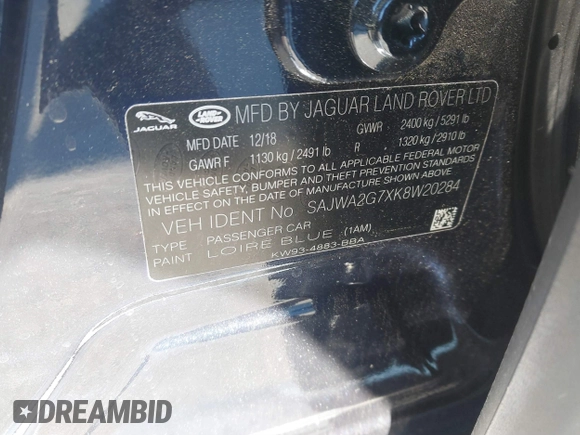 JAGUAR LAND ROVER MFD BY JAGUAR LAND ROVER LTD
MFD DATE 12/18 GVWR 2400 kg / 5291 lb
GAWR F 1130 kg / 2491 lb R 1320 kg / 2910 lb
THIS VEHICLE CONFORMS TO ALL APPLICABLE FEDERAL MOTOR
VEHICLE SAFETY, BUMPER AND THEFT PREVENTION STANDARDS
IN EFFECT ON THE DATE OF MANUFACTURE SHOWN ABOVE.
VEH IDENT No SAJWA2G7XK8W20284
TYPE PASSENGER CAR
PAINT LOIRE BLUE (1AM)
KW93-4883-BBA
DREAMBID